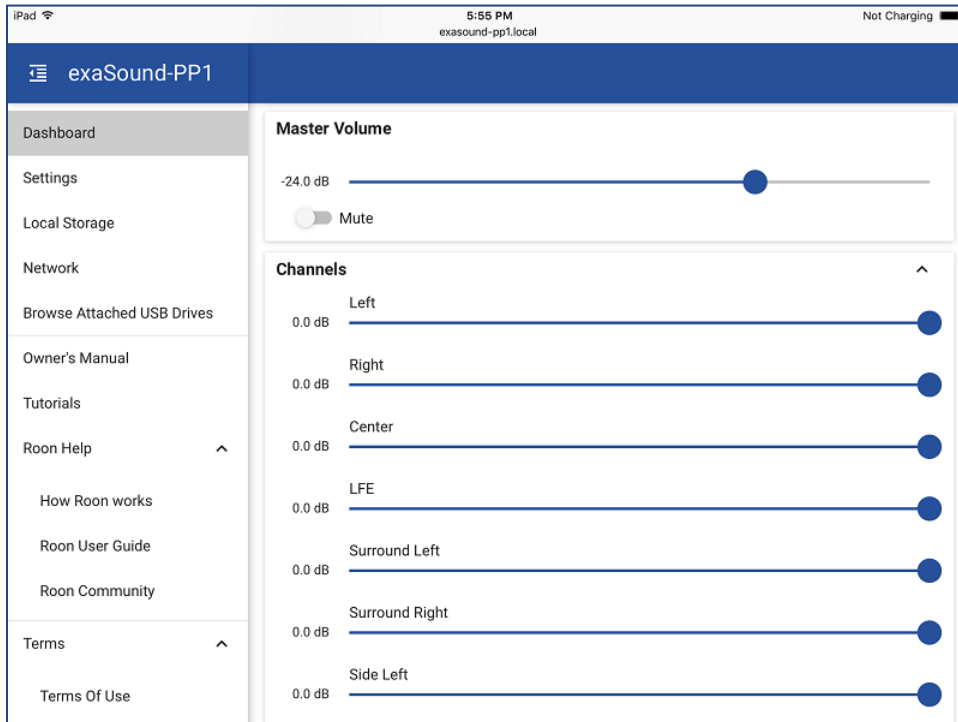 iPad
5:55 PM
Not Charging
exasound-pp1.local
exaSound-PP1
Dashboard
Settings
Local Storage
Network
Browse Attached USB Drives
Owner's Manual
Tutorials
Roon Help
How Roon works
Roon User Guide
Roon Community
Terms
Terms Of Use
Master Volume
-24.0 dB
Mute
Channels
Left
0.0 dB
Right
0.0 dB
Center
0.0 dB
LFE
0.0 dB
Surround Left
0.0 dB
Surround Right
0.0 dB
Side Left
0.0 dB